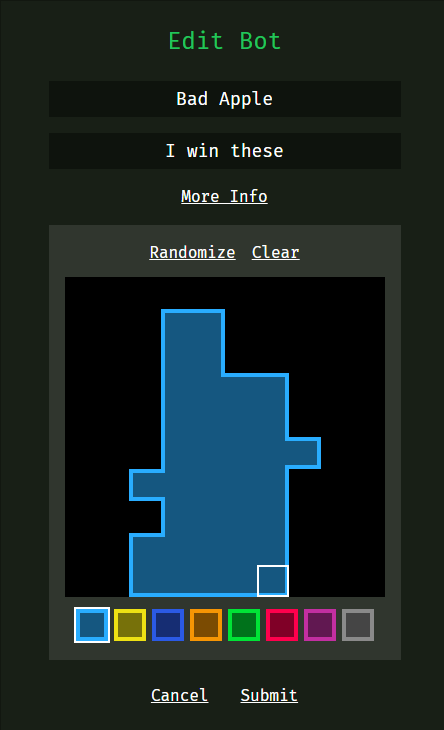 Edit Bot
Bad Apple
I win these
More Info
Randomize Clear
Cancel Submit